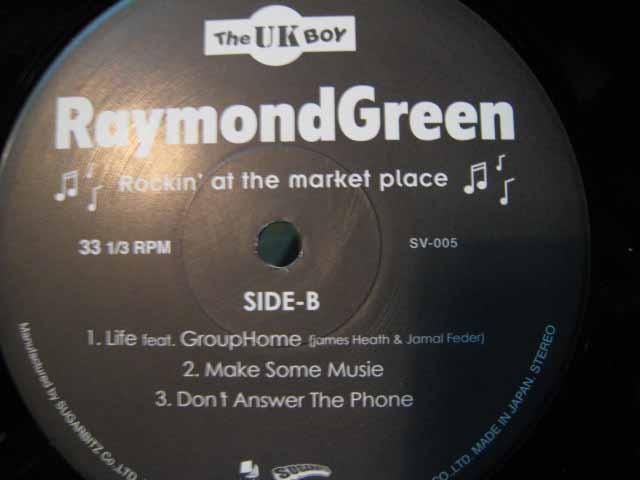 The UK BOY
RaymondGreen
Rockin' at the market place
33 1/3 RPM
SV-005
SIDE-B
1. Life feat. GroupHome (james Heath & Jamal Feder)
2. Make Some Musie
3. Don't Answer The Phone
Manufactured by SUGARBITZ Co.,LTD.
CO.,LTD. MADE IN JAPAN. STEREO